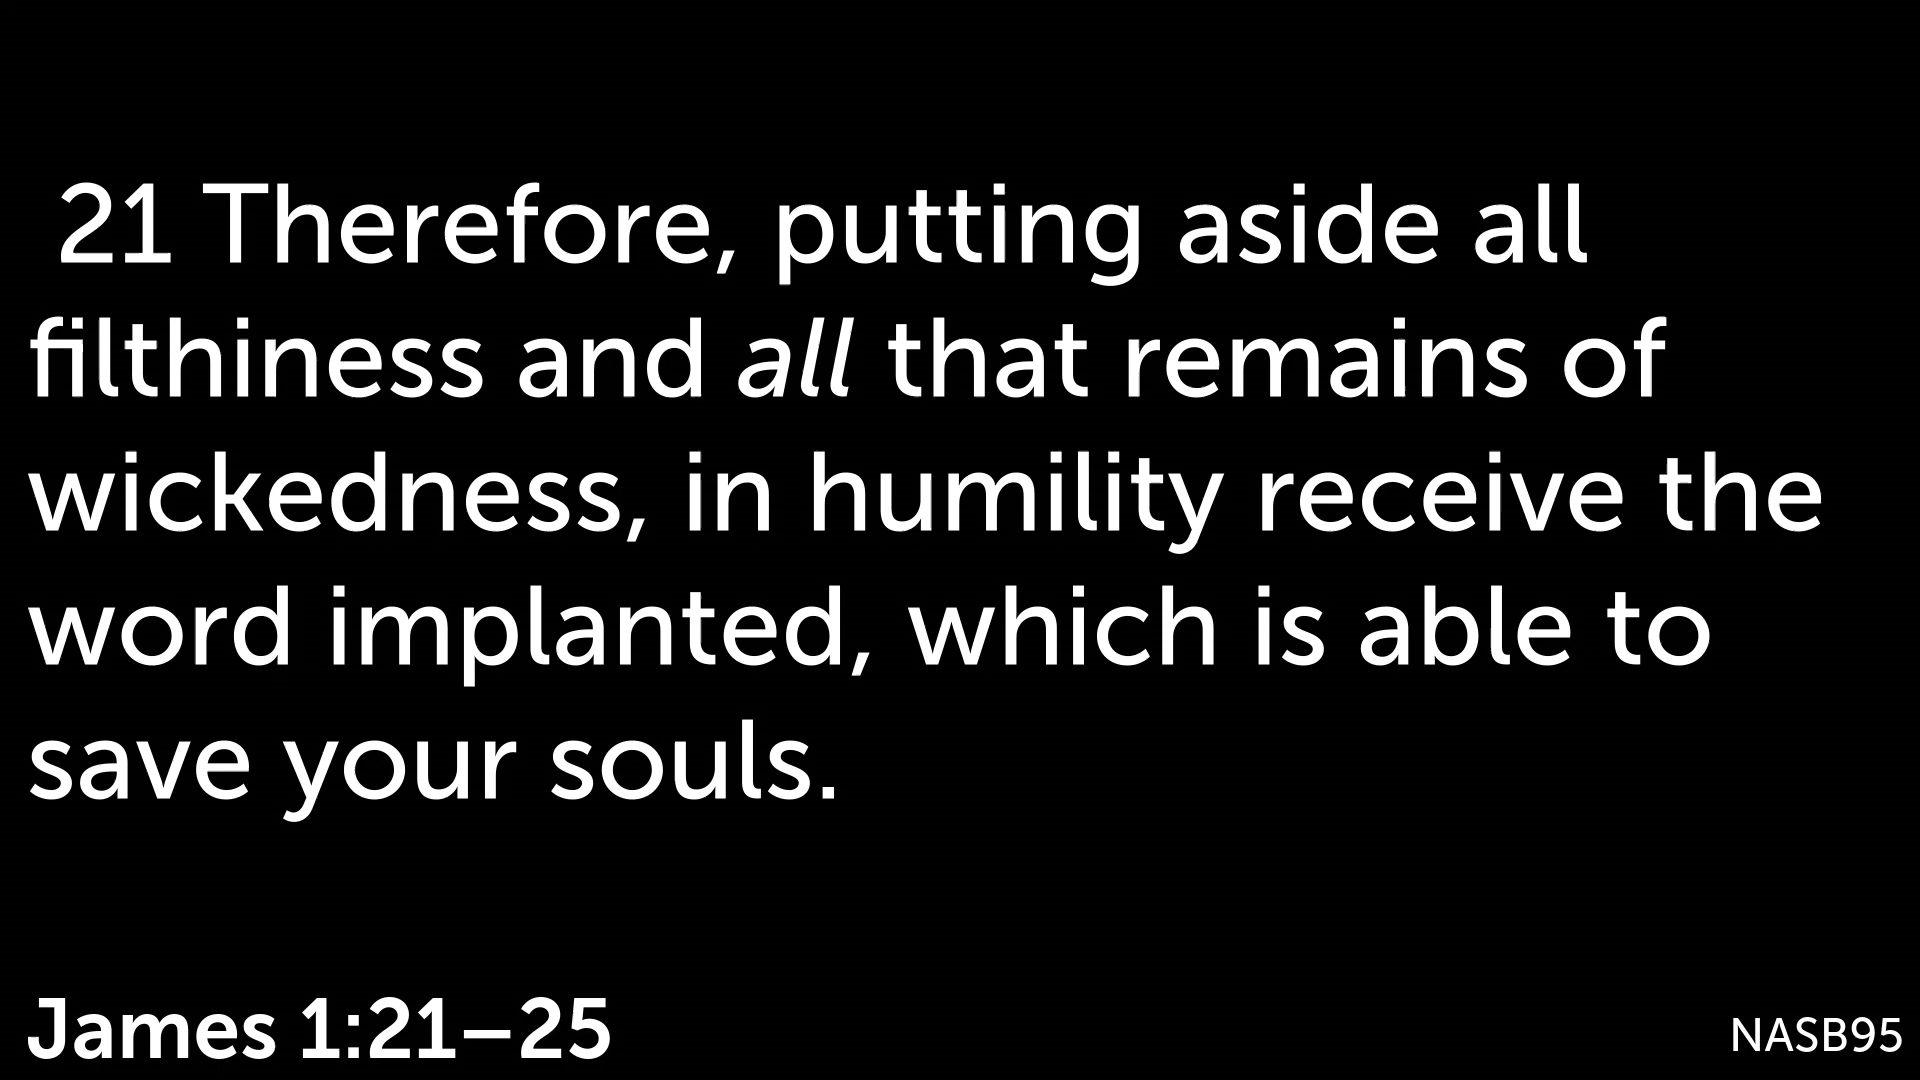 21 Therefore, putting aside all
filthiness and all that remains of
wickedness, in humility receive the
word implanted, which is able to
save your souls.
James 1:21–25
NASB95